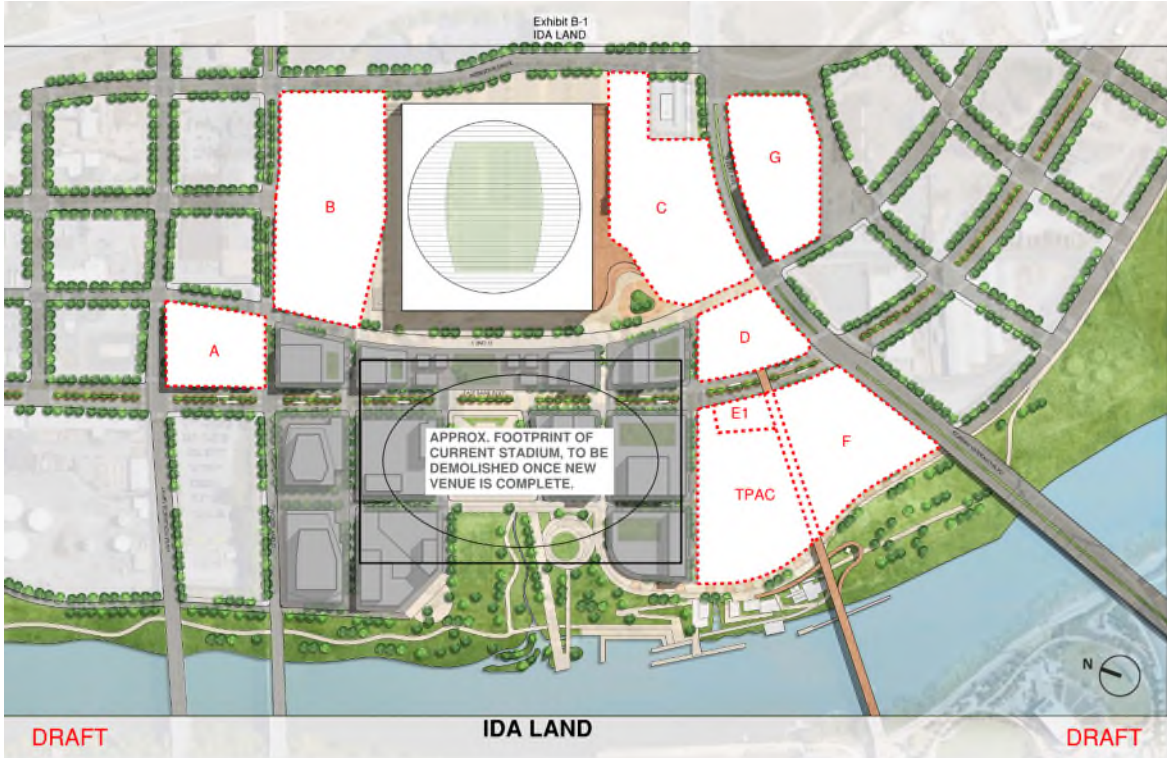 Exhibit B-1
IDA LAND
B
C
G
A
D
E1
F
APPROX. FOOTPRINT OF
CURRENT STADIUM, TO BE
DEMOLISHED ONCE NEW
VENUE IS COMPLETE.
TPAC
N
DRAFT
IDA LAND
DRAFT